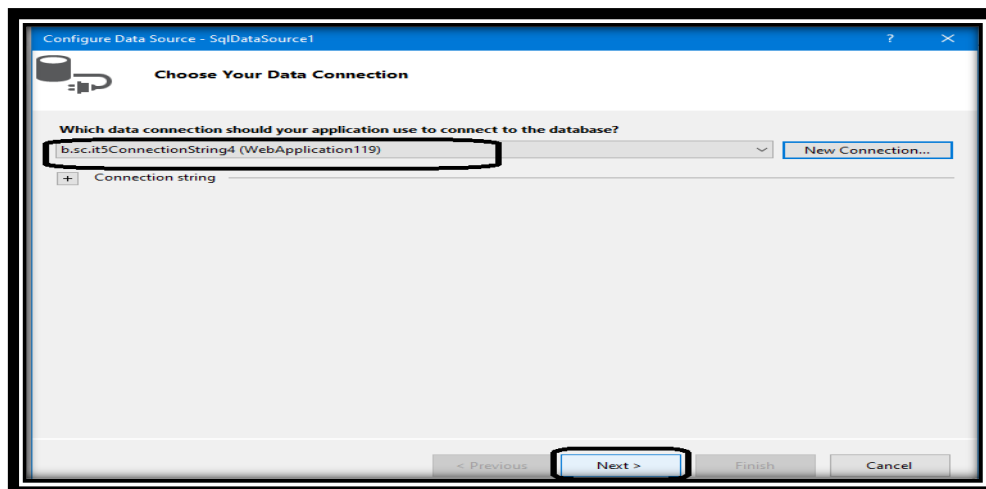 Configure Data Source - SqlDataSource1 ? ×
Choose Your Data Connection
Which data connection should your application use to connect to the database?
b.sc.it5ConnectionString4 (WebApplication119) New Connection...
+ Connection string
< Previous Next > Finish Cancel